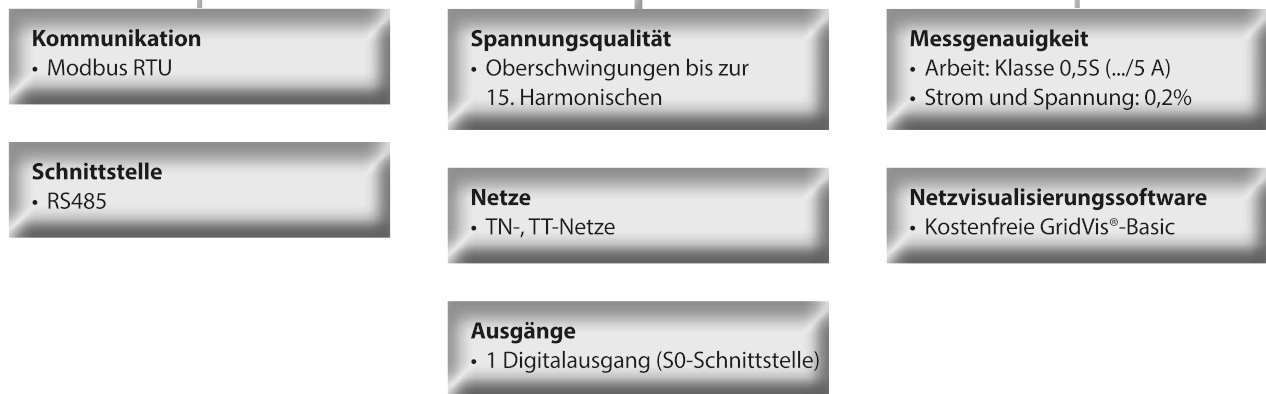 Kommunikation
• Modbus RTU
Schnittstelle
• RS485
Spannungsqualität
• Oberschwingungen bis zur
15. Harmonischen
Netze
• TN-, TT-Netze
Ausgänge
• 1 Digitalausgang (S0-Schnittstelle)
Messgenauigkeit
• Arbeit: Klasse 0,5S (.../5 A)
• Strom und Spannung: 0,2%
Netzvisualisierungssoftware
• Kostenfreie GridVis®-Basic